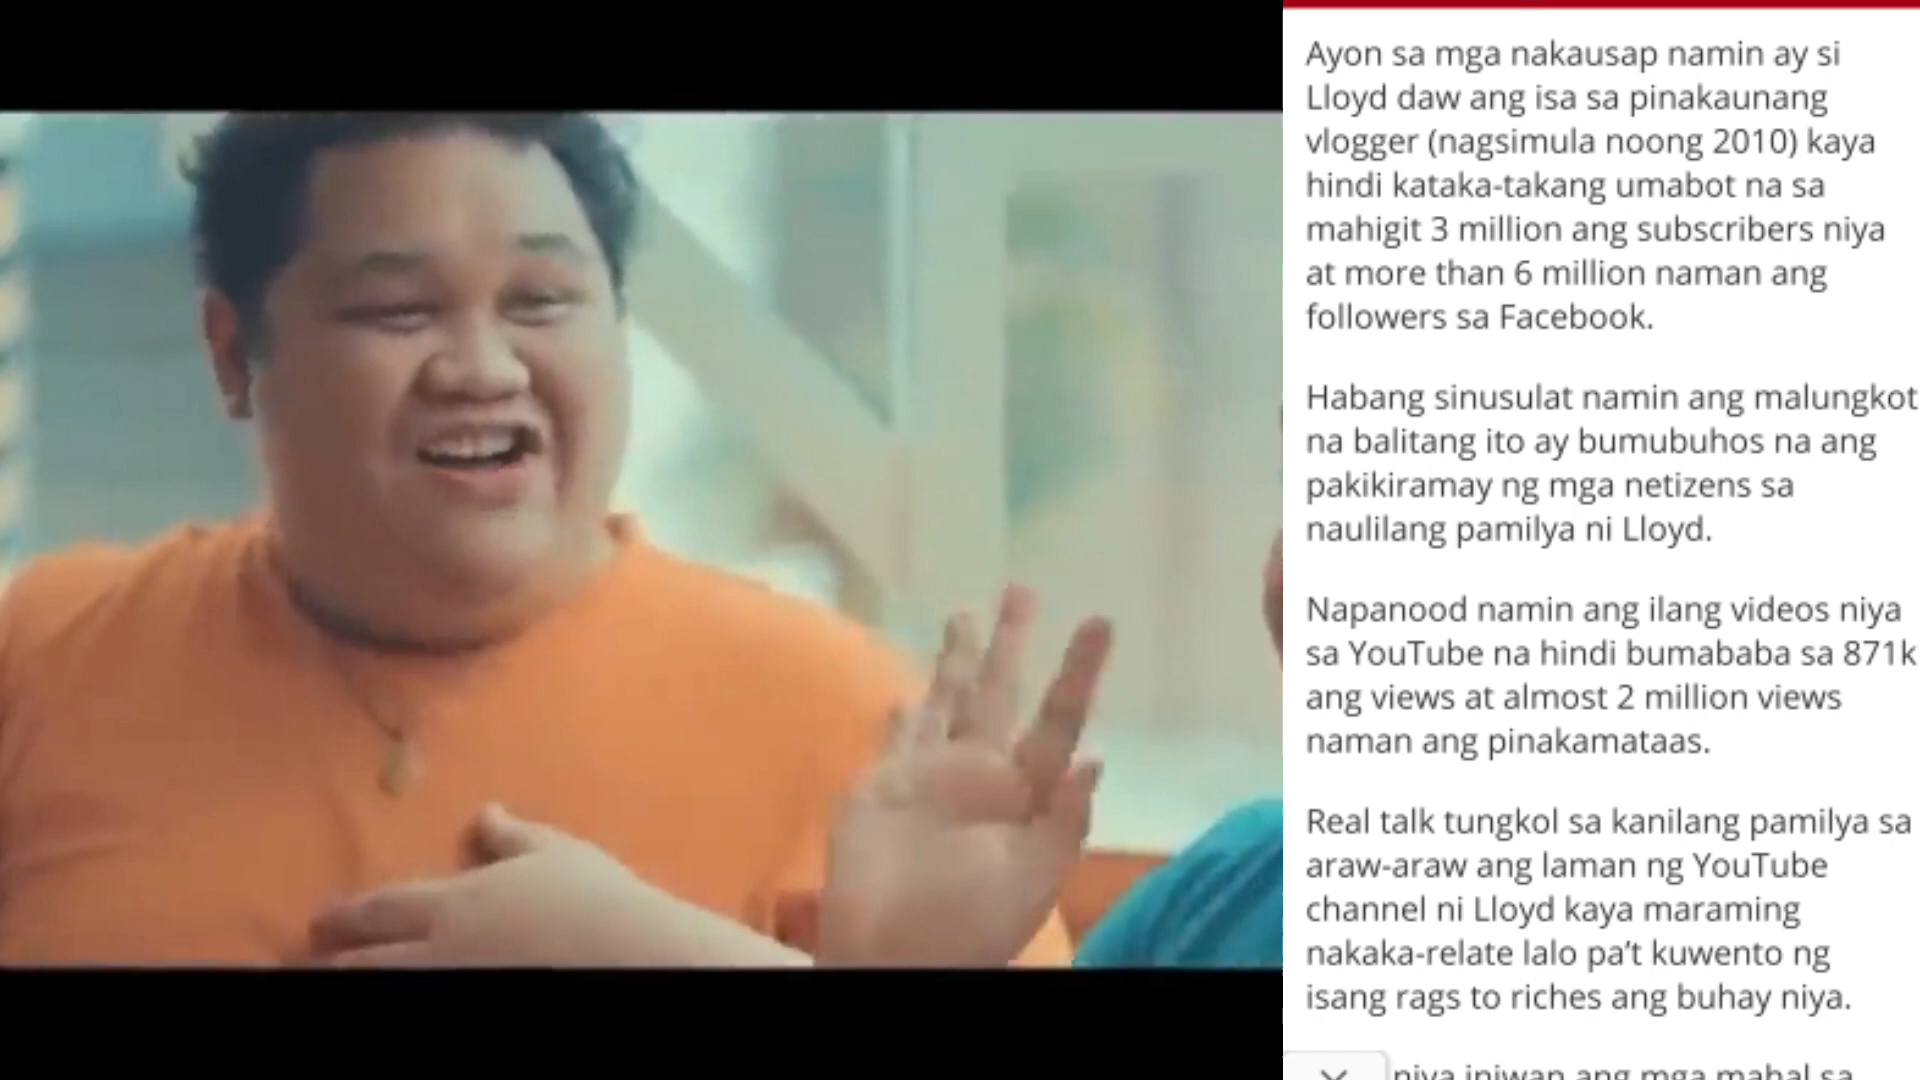 Ayon sa mga nakausap namin ay si
Lloyd daw ang isa sa pinakaunang
vlogger (nagsimula noong 2010) kaya
hindi kataka-takang umabot na sa
mahigit 3 million ang subscribers niya
at more than 6 million naman ang
followers sa Facebook.
Habang sinusulat namin ang malungkot
na balitang ito ay bumubuhos na ang
pakikiramay ng mga netizens sa
naulilang pamilya ni Lloyd.
Napanood namin ang ilang videos niya
sa YouTube na hindi bumababa sa 871k
ang views at almost 2 million views
naman ang pinakamataas.
Real talk tungkol sa kanilang pamilya sa
araw-araw ang laman ng YouTube
channel ni Lloyd kaya maraming
nakaka-relate lalo pa’t kuwento ng
isang rags to riches ang buhay niya.
niya iniwan ang mga mahal sa